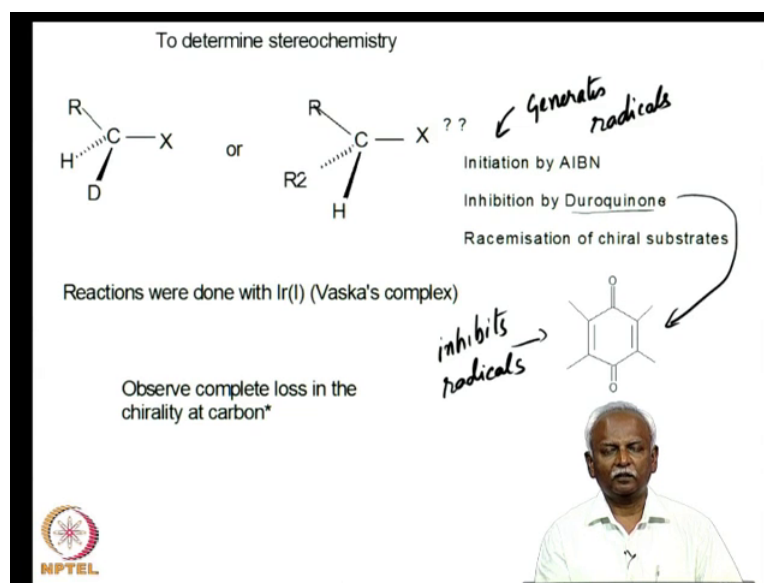 To determine stereochemistry
R
C
X
H
D
or
R
C
X
? ?
R2
H
Generates
radicals
Initiation by AIBN
Inhibition by Duroquinone
Racemisation of chiral substrates
Reactions were done with Ir(I) (Vaska's complex)
O
O
inhibits
radicals
Observe complete loss in the
chirality at carbon*
NPTEL